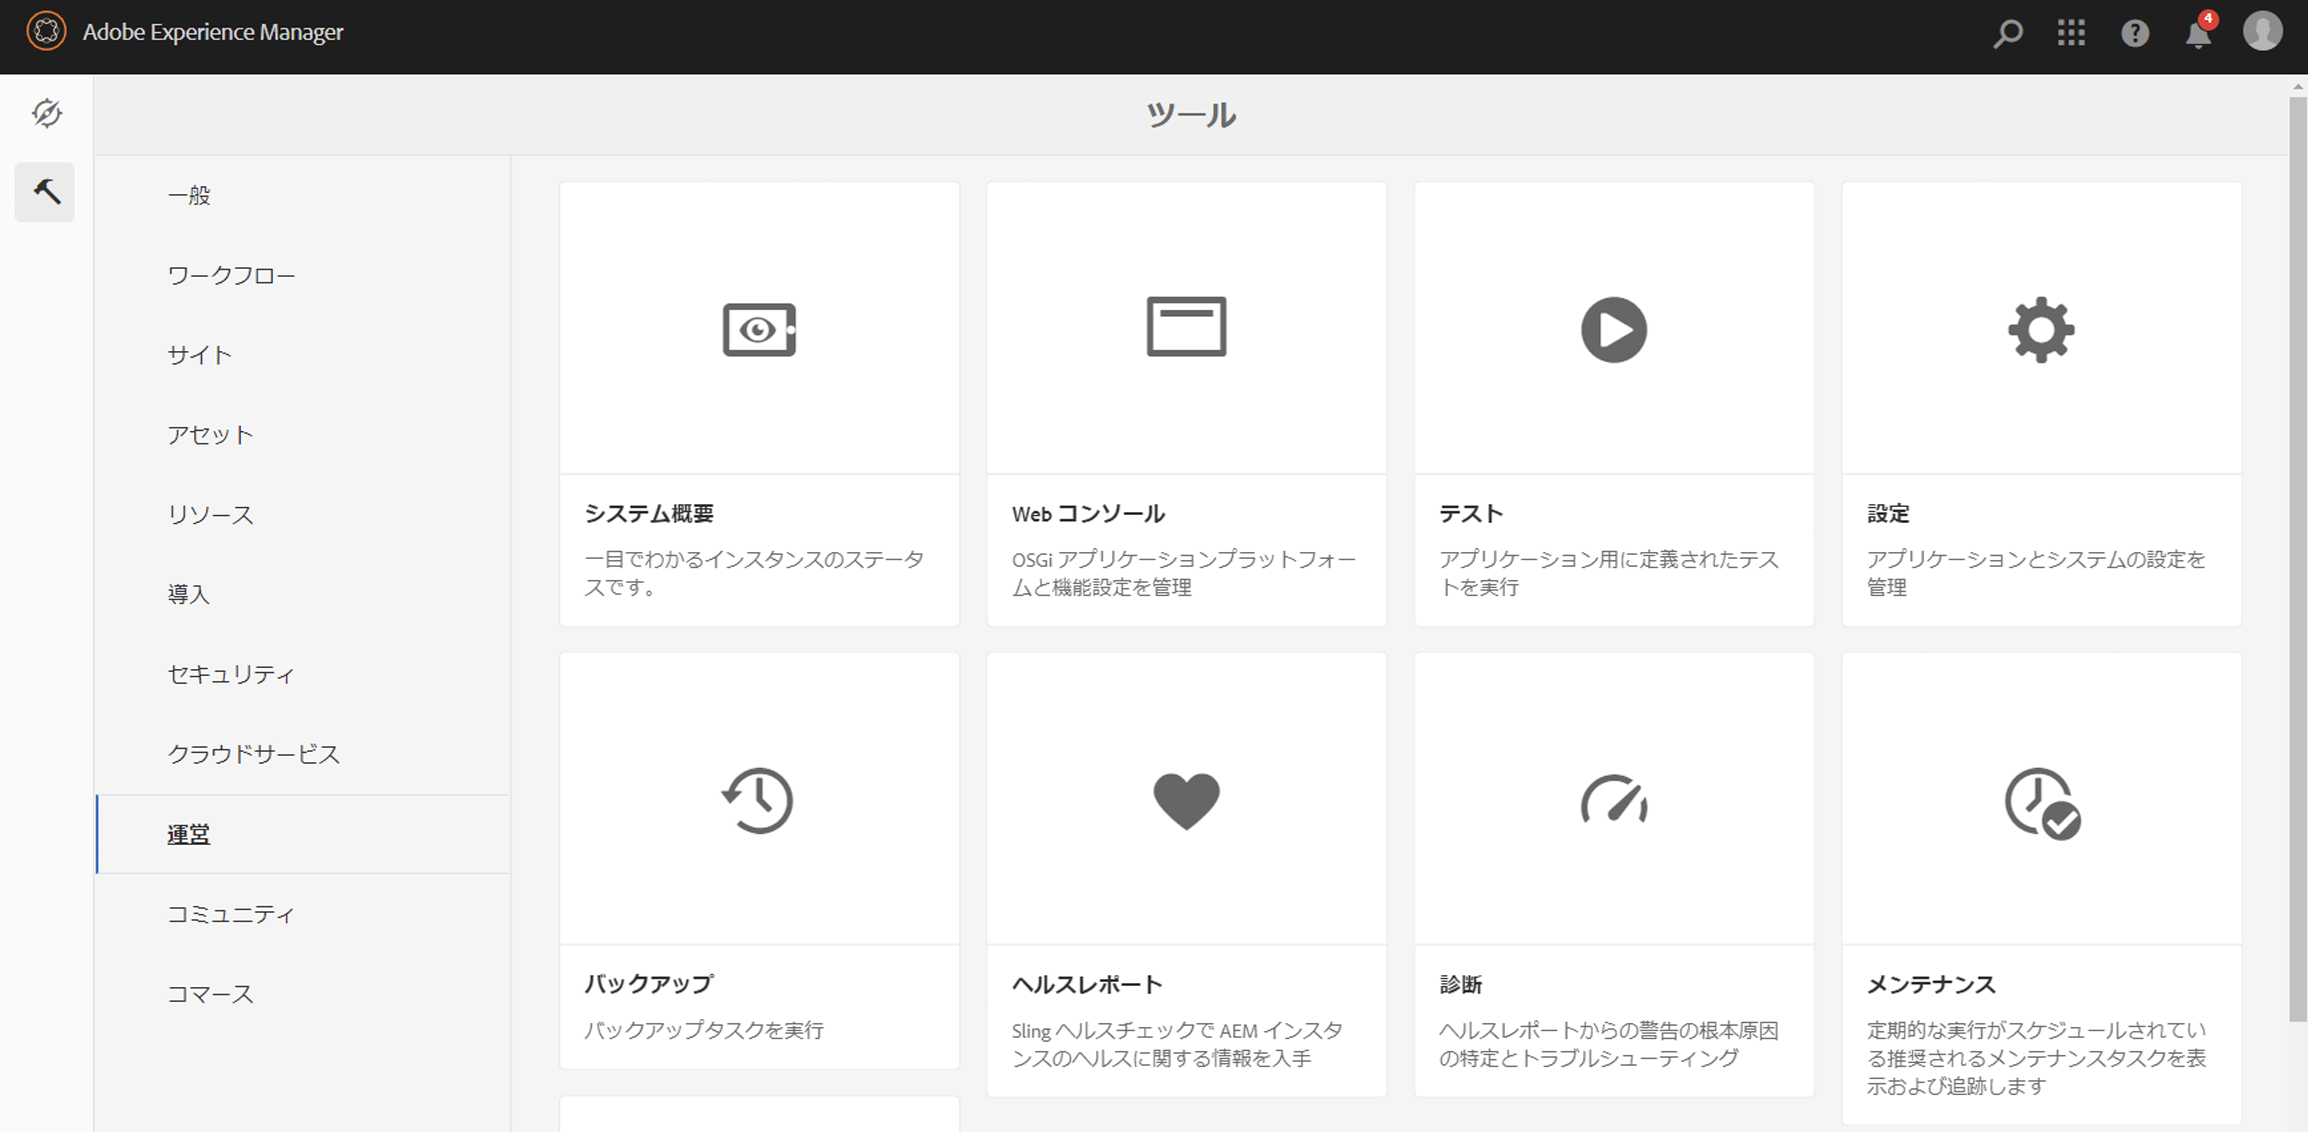 Adobe Experience Manager
4
ツール
一般
ワークフロー
サイト
アセット
リソース
導入
セキュリティ
クラウドサービス
運営
コミュニティ
コマース
システム概要
一目でわかるインスタンスのステータ
スです。
Web コンソール
OSGi アプリケーションプラットフォー
ムと機能設定を管理
テスト
アプリケーション用に定義されたテス
トを実行
設定
アプリケーションとシステムの設定を
管理
バックアップ
バックアップタスクを実行
ヘルスレポート
Sling ヘルスチェックで AEM インスタ
ンスのヘルスに関する情報を入手
診断
ヘルスレポートからの警告の根本原因
の特定とトラブルシューティング
メンテナンス
定期的な実行がスケジュールされてい
る推奨されるメンテナンスタスクを表
示および追跡します